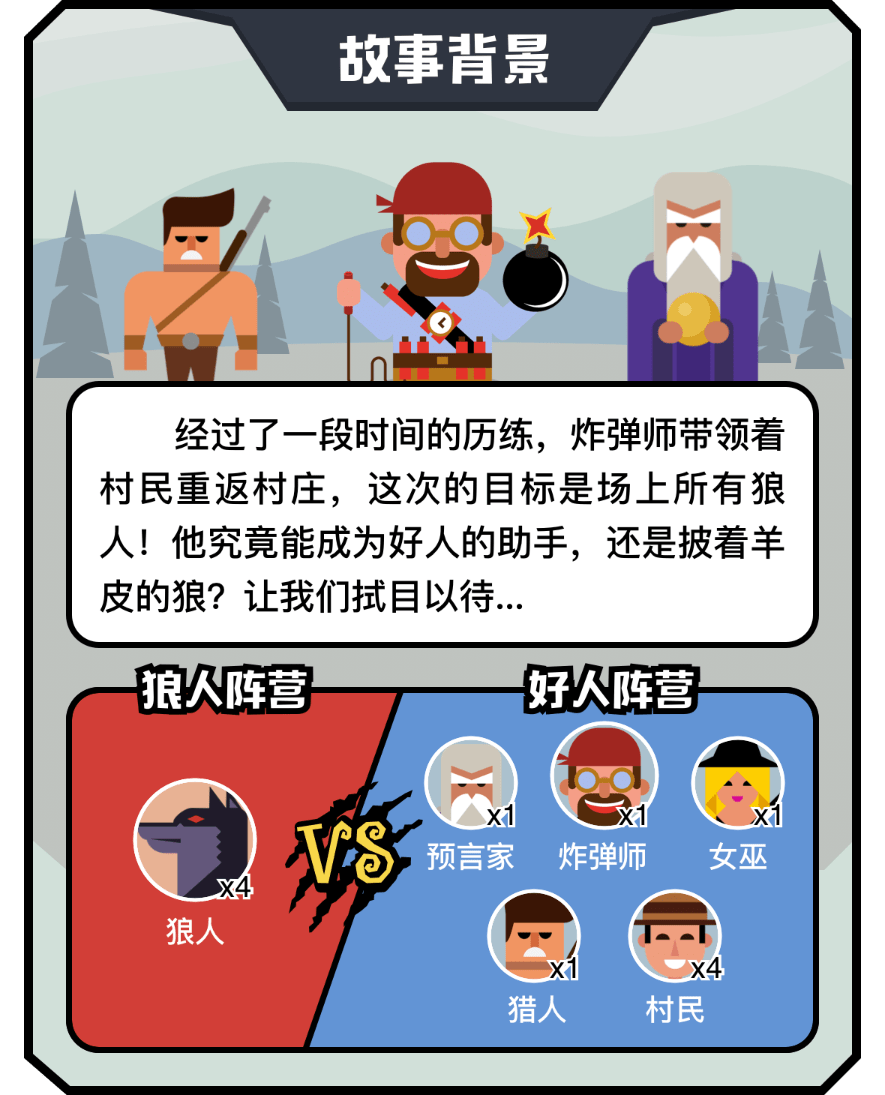 故事背景
经过了一段时间的历练，炸弹师带领着
村民重返村庄，这次的目标是场上所有狼
人！他究竟能成为好人的助手，还是披着羊
皮的狼？让我们拭目以待...
狼人阵营
好人阵营
x4
狼人
VS
x1
预言家
x1
炸弹师
x1
女巫
x1
猎人
x4
村民